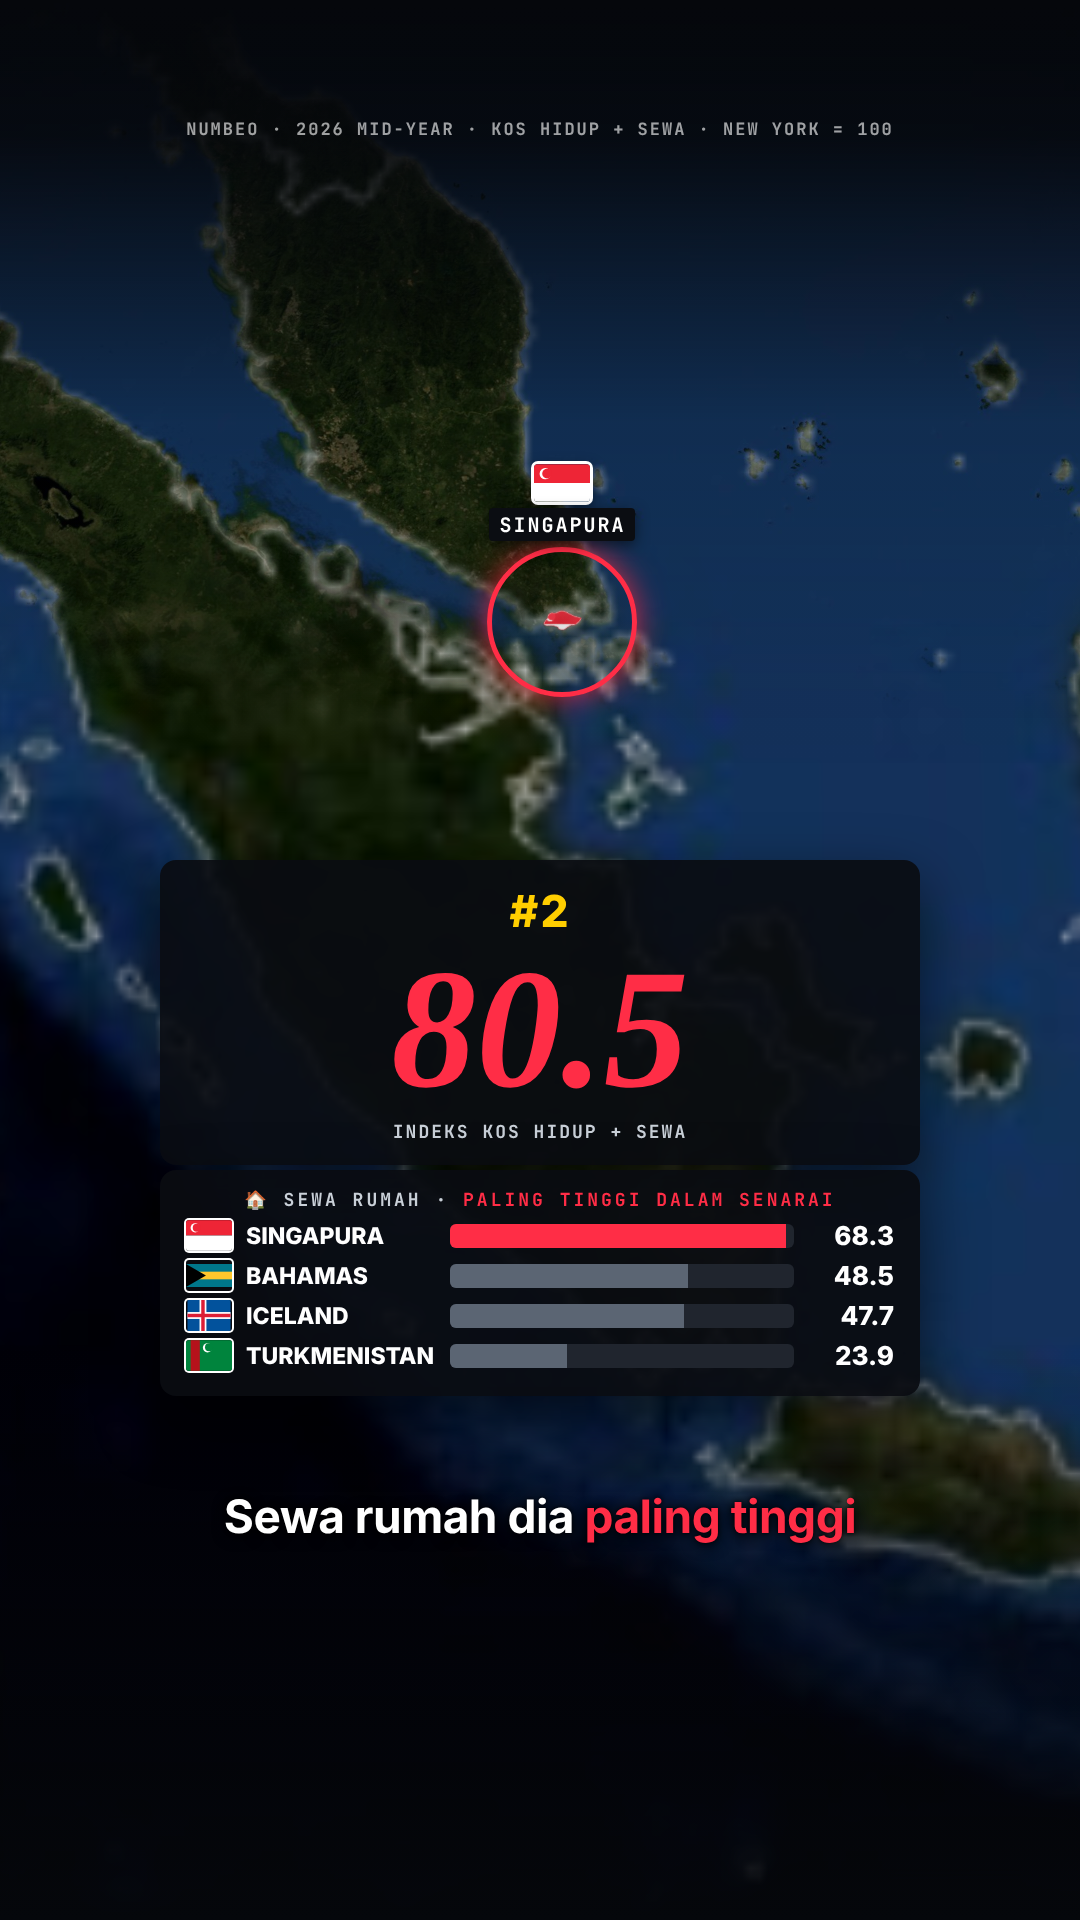 NUMBEO · 2026 MID-YEAR · KOS HIDUP + SEWA · NEW YORK = 100
SINGAPURA
#2
80.5
INDEKS KOS HIDUP + SEWA
SEWA RUMAH · PALING TINGGI DALAM SENARAI
SINGAPURA 68.3
BAHAMAS 48.5
ICELAND 47.7
TURKMENISTAN 23.9
Sewa rumah dia paling tinggi